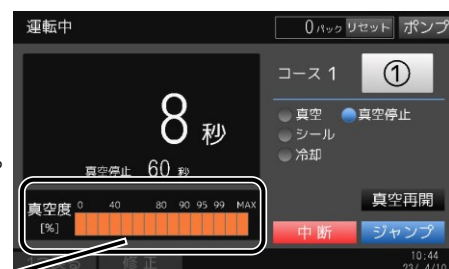 運転中
0 パック リセット ポンプ
コース 1 ①
8 秒
真空停止 60 秒
真空 真空停止
シール
冷却
真空度 [%] 0 40 80 90 95 99 MAX
真空再開
中断 ジャンプ
修正
10:44
23/ 4/10